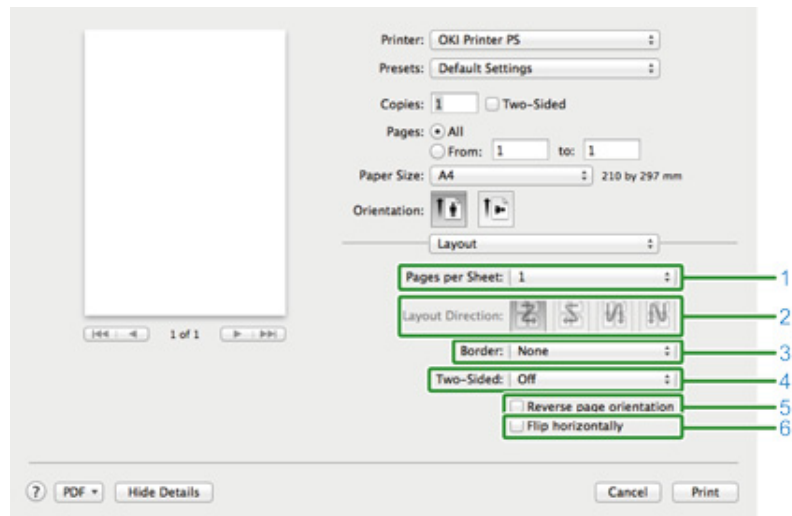 Printer: OKI Printer PS
Presets: Default Settings
Copies: 1 Two-Sided
Pages: All
From: 1 to: 1
Paper Size: A4 210 by 297 mm
Orientation:
Layout
Pages per Sheet: 1 1
Layout Direction: 2
1 of 1
Border: None 3
Two-Sided: Off 4
Reverse page orientation 5
Flip horizontally 6
? PDF Hide Details Cancel Print